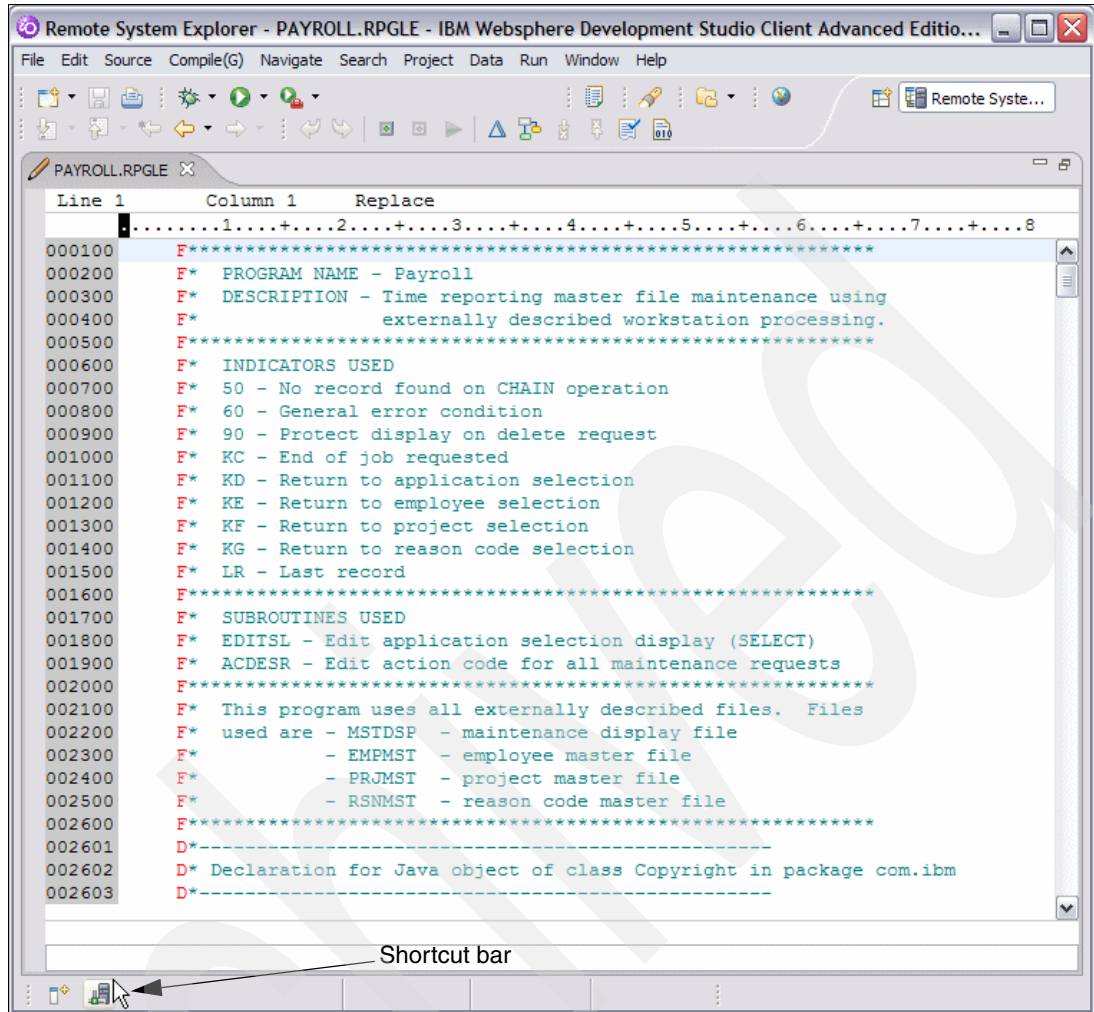 Remote System Explorer - PAYROLL.RPGLE - IBM Websphere Development Studio Client Advanced Editio...
File Edit Source Compile(G) Navigate Search Project Data Run Window Help
Remote Syste...
010
PAYROLL.RPGLE
Line 1 Column 1 Replace
.........1....+....2....+....3....+....4....+....5....+....6....+....7....+....8
000100 F************************************************************
000200 F*  PROGRAM NAME - Payroll
000300 F*  DESCRIPTION - Time reporting master file maintenance using
000400 F*                externally described workstation processing.
000500 F************************************************************
000600 F*  INDICATORS USED
000700 F*  50 - No record found on CHAIN operation
000800 F*  60 - General error condition
000900 F*  90 - Protect display on delete request
001000 F*  KC - End of job requested
001100 F*  KD - Return to application selection
001200 F*  KE - Return to employee selection
001300 F*  KF - Return to project selection
001400 F*  KG - Return to reason code selection
001500 F*  LR - Last record
001600 F************************************************************
001700 F*  SUBROUTINES USED
001800 F*  EDITSL - Edit application selection display (SELECT)
001900 F*  ACDESR - Edit action code for all maintenance requests
002000 F************************************************************
002100 F*  This program uses all externally described files.  Files
002200 F*  used are - MSTDSP  - maintenance display file
002300 F*           - EMPMST  - employee master file
002400 F*           - PRJMST  - project master file
002500 F*           - RSNMST  - reason code master file
002600 F************************************************************
002601 D*--------------------------------------------------
002602 D* Declaration for Java object of class Copyright in package com.ibm
002603 D*--------------------------------------------------
Shortcut bar